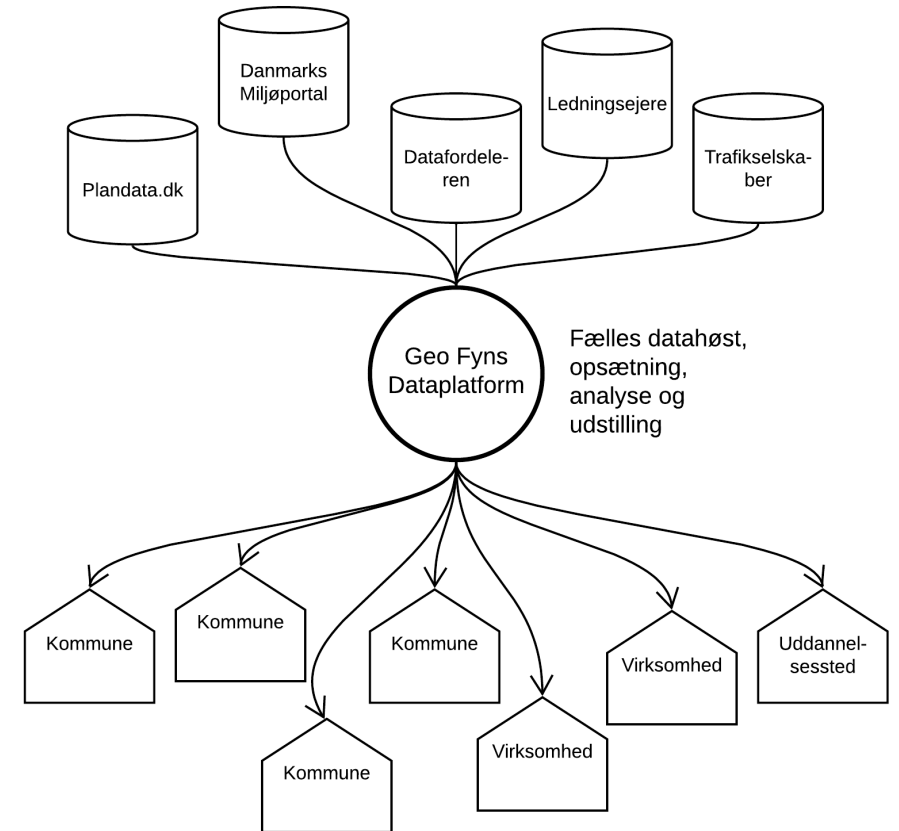 Danmarks
Miljøportal
Ledningsejere
Datafordele-
ren
Trafikselska-
ber
Plandata.dk
Geo Fyns
Dataplatform
Fælles datahøst,
opsætning,
analyse og
udstilling
Kommune
Kommune
Kommune
Virksomhed
Uddannel-
sessted
Kommune
Virksomhed